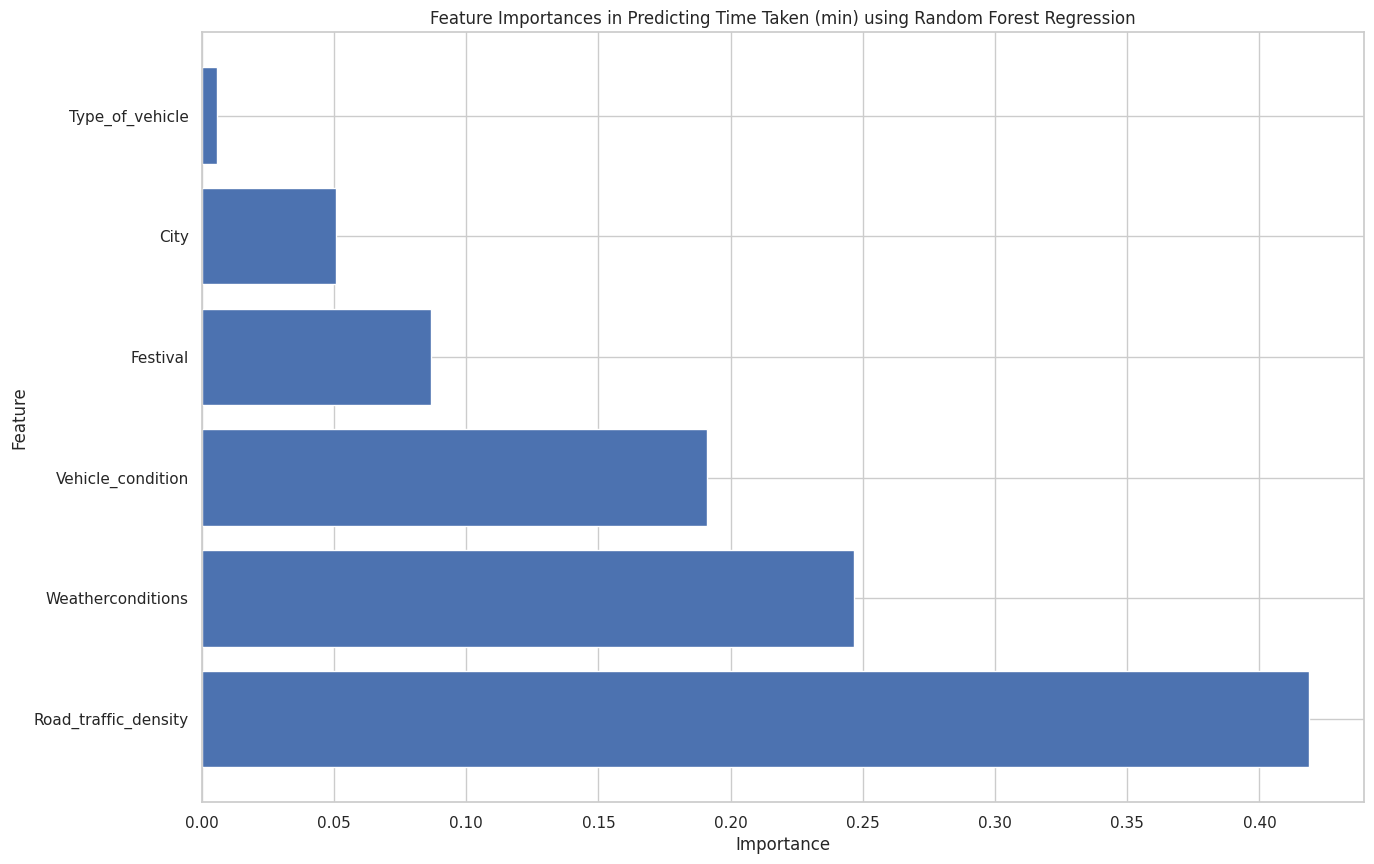 Feature Importances in Predicting Time Taken (min) using Random Forest Regression
Type_of_vehicle
City
Festival
Vehicle_condition
Weatherconditions
Road_traffic_density
Feature
0.00 0.05 0.10 0.15 0.20 0.25 0.30 0.35 0.40
Importance